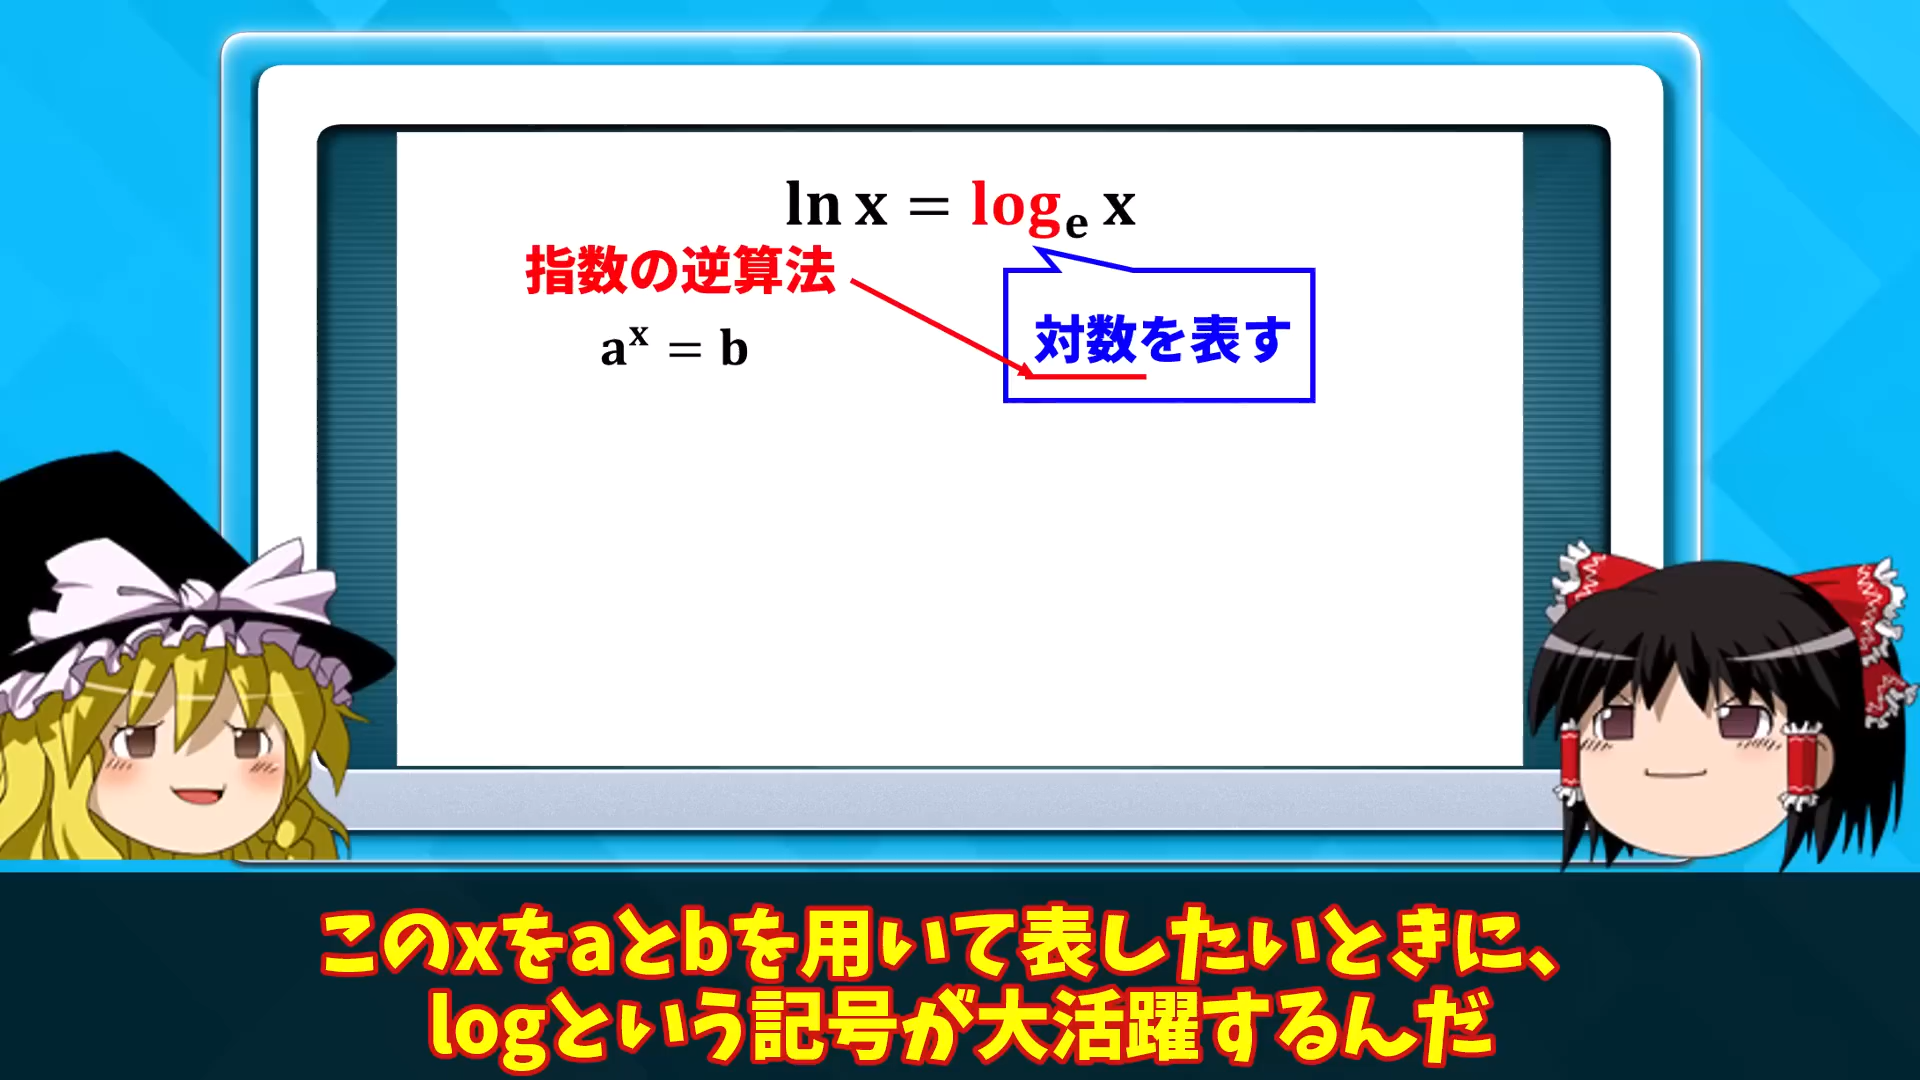 ln x = logₑ x
指数の逆算法
aˣ = b
対数を表す
このxをaとbを用いて表したいときに、
logという記号が大活躍するんだ